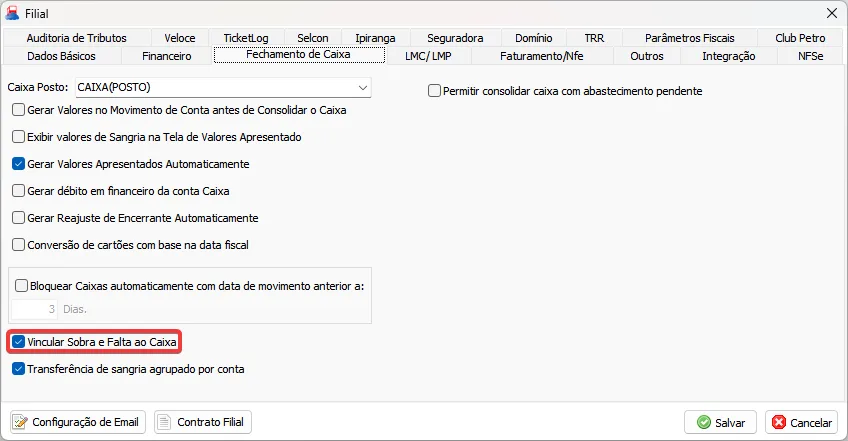 Filial
Auditoria de Tributos Veloce TicketLog Selcon Ipiranga Seguradora Domínio TRR Parâmetros Fiscais Club Petro
Dados Básicos Financeiro Fechamento de Caixa LMC/ LMP Faturamento/Nfe Outros Integração NFSe
Caixa Posto: CAIXA(POSTO)
Permitir consolidar caixa com abastecimento pendente
Gerar Valores no Movimento de Conta antes de Consolidar o Caixa
Exibir valores de Sangria na Tela de Valores Apresentado
Gerar Valores Apresentados Automaticamente
Gerar débito em financeiro da conta Caixa
Gerar Reajuste de Encerrante Automaticamente
Conversão de cartões com base na data fiscal
Bloquear Caixas automaticamente com data de movimento anterior a:
3 Dias.
Vincular Sobra e Falta ao Caixa
Transferência de sangria agrupado por conta
Configuração de Email Contrato Filial Salvar Cancelar